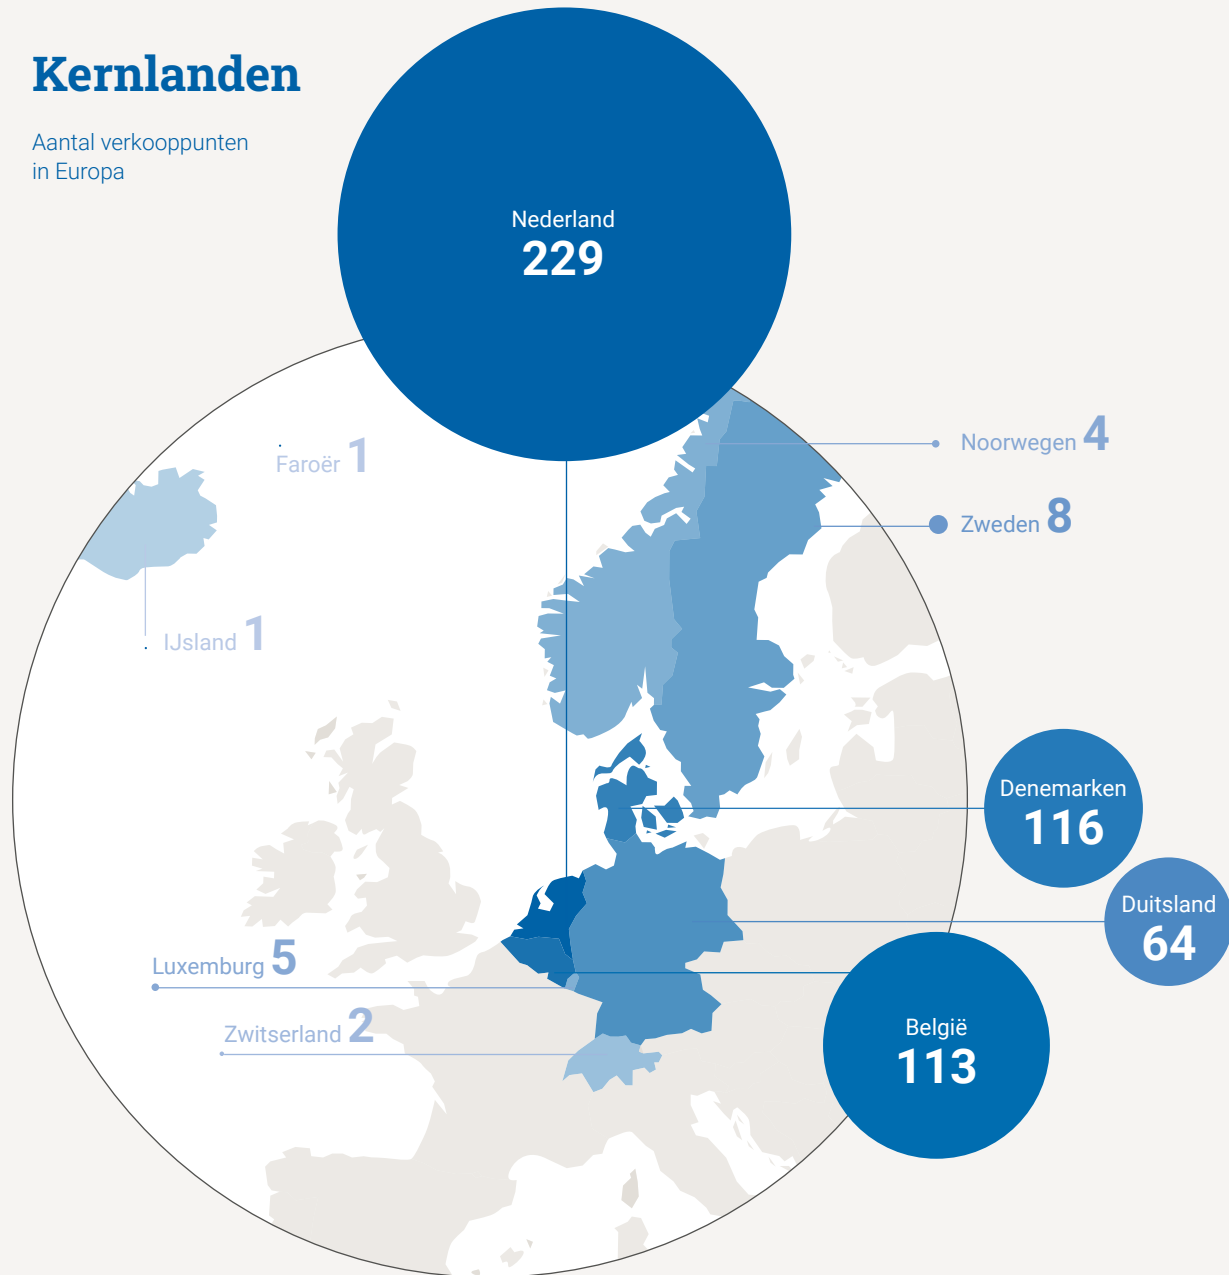 Kernlanden
Aantal verkooppunten
in Europa
Nederland
229
Noorwegen 4
Faroër 1
Zweden 8
IJsland 1
Denemarken
116
Duitsland
64
Luxemburg 5
Zwitserland 2
België
113